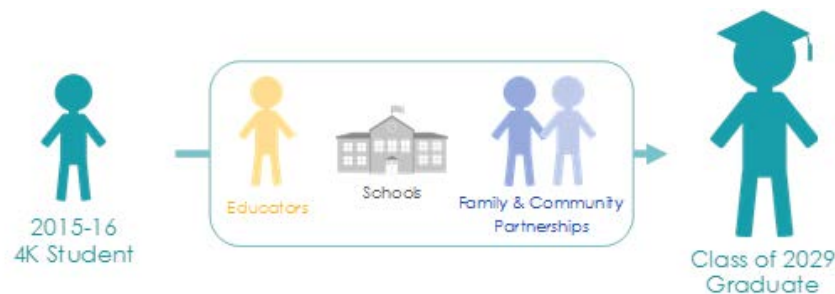 2015-16
4K Student
Educators
Schools
Family & Community
Partnerships
Class of 2029
Graduate